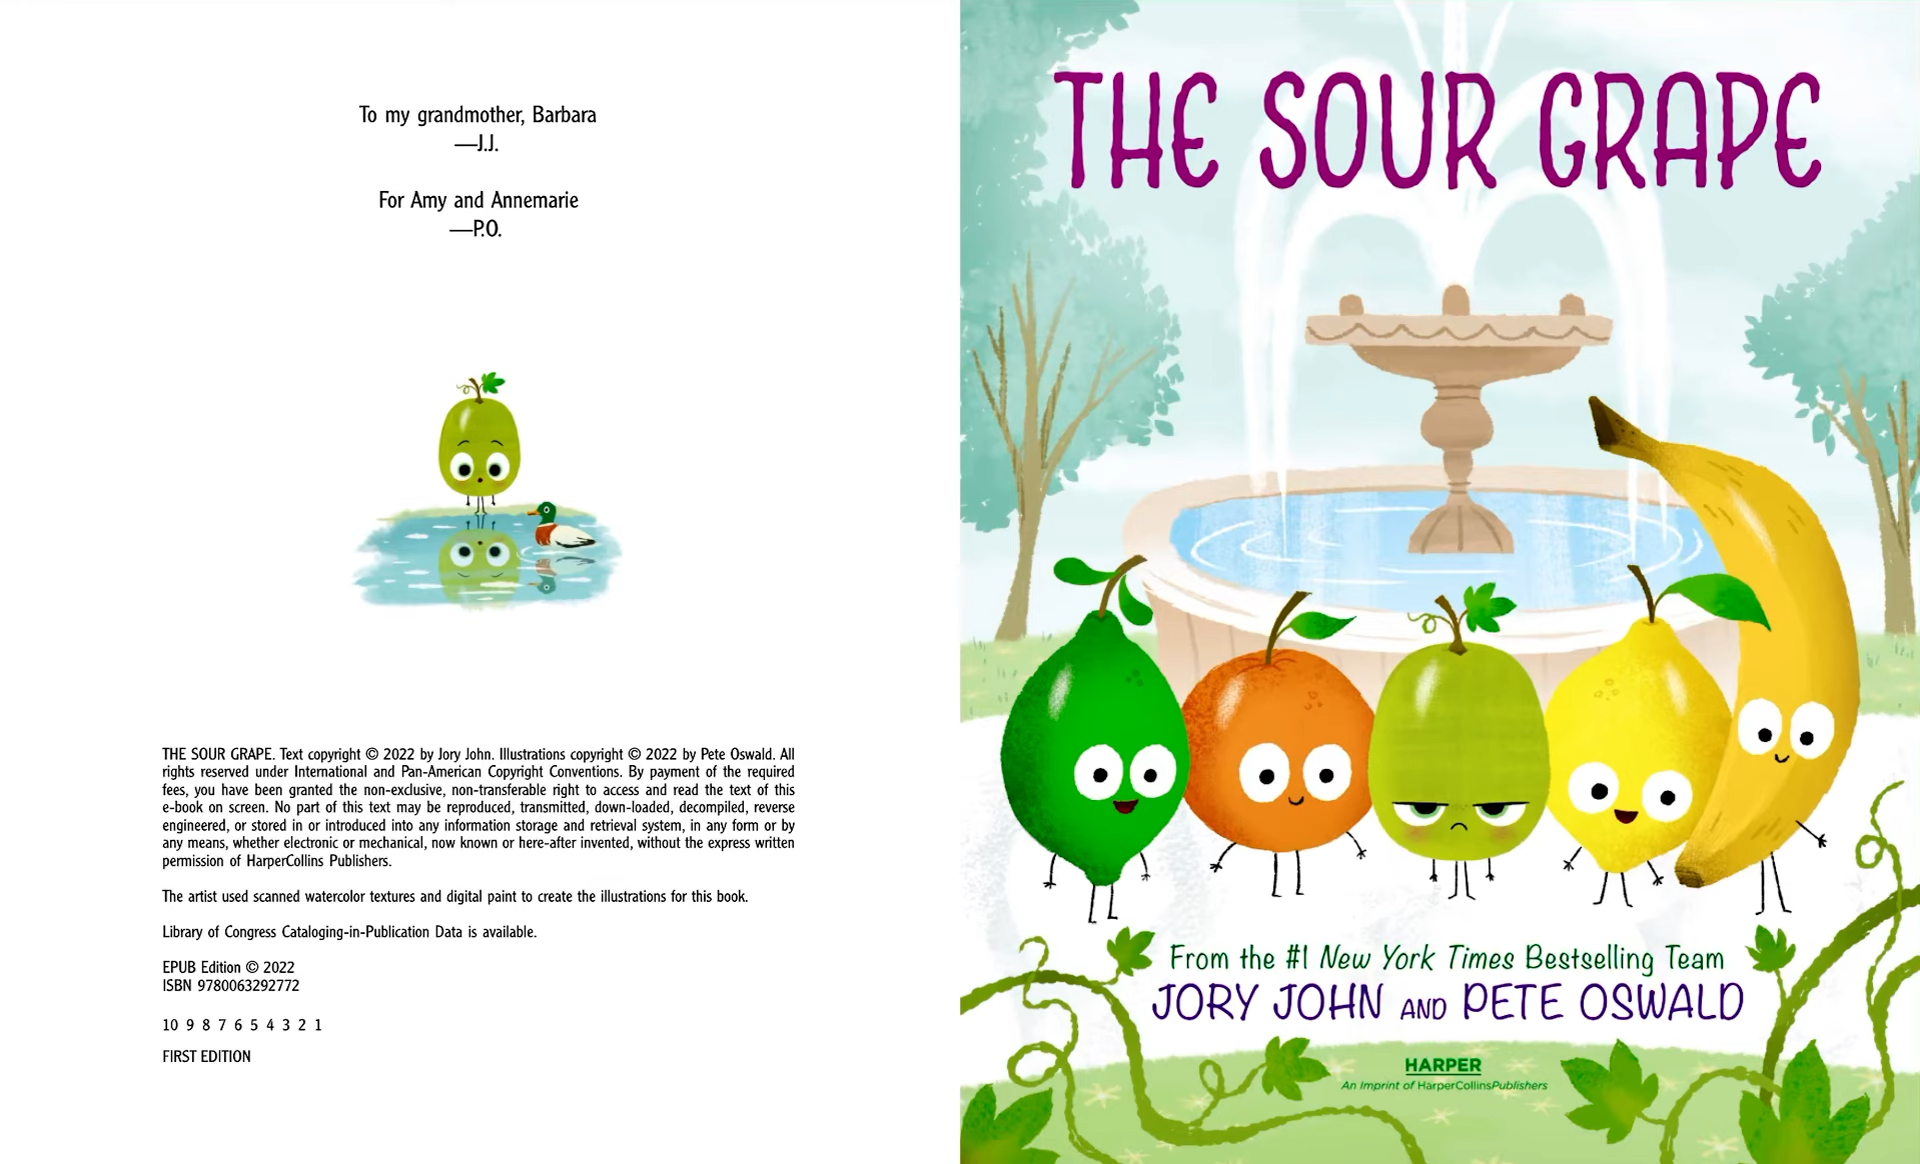 To my grandmother, Barbara
—J.J.
For Amy and Annemarie
—P.O.
THE SOUR GRAPE. Text copyright © 2022 by Jory John. Illustrations copyright © 2022 by Pete Oswald. All
rights reserved under International and Pan-American Copyright Conventions. By payment of the required
fees, you have been granted the non-exclusive, non-transferable right to access and read the text of this
e-book on screen. No part of this text may be reproduced, transmitted, down-loaded, decompiled, reverse
engineered, or stored in or introduced into any information storage and retrieval system, in any form or by
any means, whether electronic or mechanical, now known or here-after invented, without the express written
permission of HarperCollins Publishers.
The artist used scanned watercolor textures and digital paint to create the illustrations for this book.
Library of Congress Cataloging-in-Publication Data is available.
EPUB Edition © 2022
ISBN 9780063292772
10 9 8 7 6 5 4 3 2 1
FIRST EDITION
THE SOUR GRAPE
From the #1 New York Times Bestselling Team
JORY JOHN AND PETE OSWALD
HARPER
An Imprint of HarperCollinsPublishers